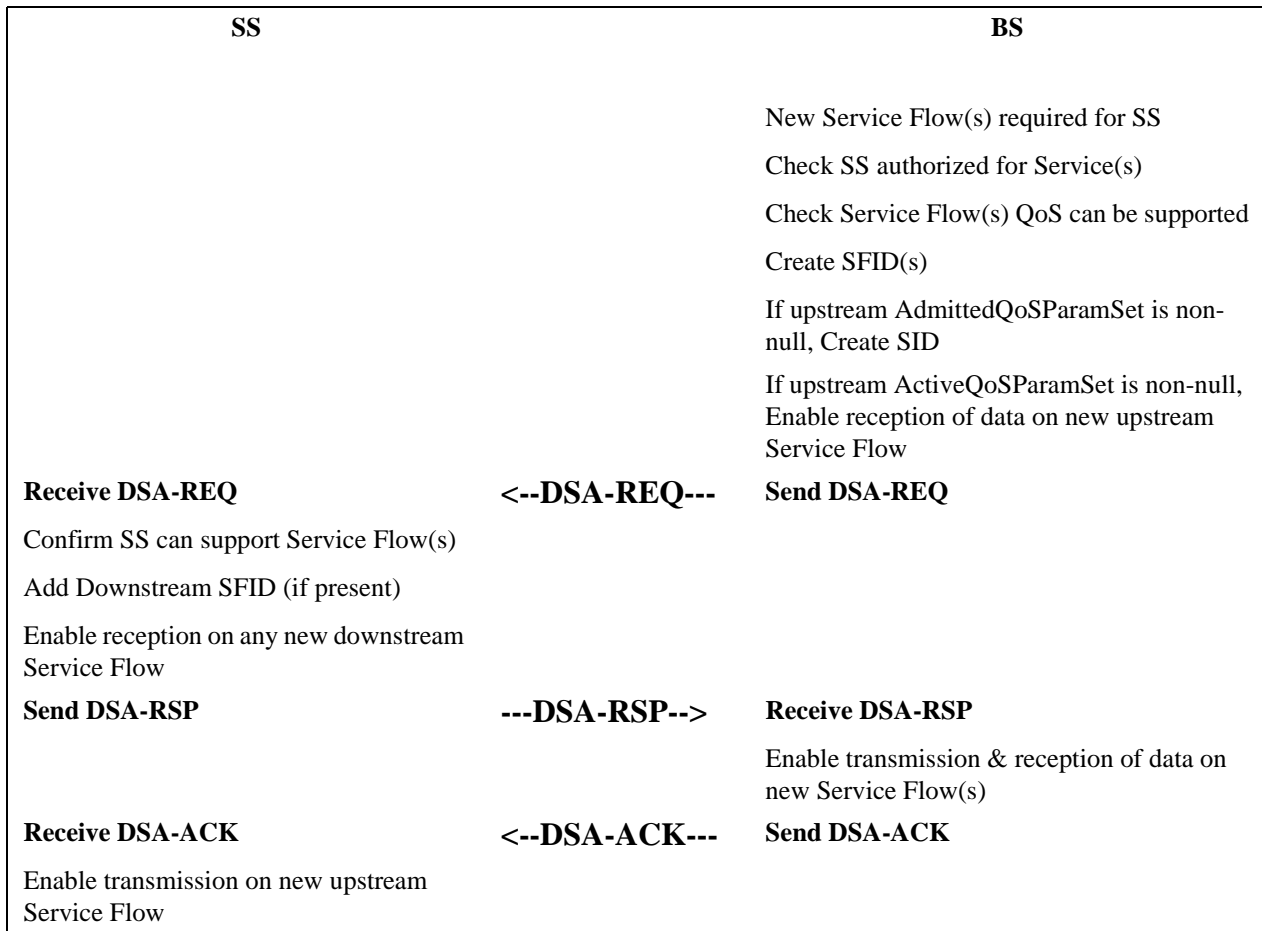 SS BS
New Service Flow(s) required for SS
Check SS authorized for Service(s)
Check Service Flow(s) QoS can be supported
Create SFID(s)
If upstream AdmittedQoSParamSet is non-
null, Create SID
If upstream ActiveQoSParamSet is non-null,
Enable reception of data on new upstream
Service Flow
Receive DSA-REQ <--DSA-REQ--- Send DSA-REQ
Confirm SS can support Service Flow(s)
Add Downstream SFID (if present)
Enable reception on any new downstream
Service Flow
Send DSA-RSP ---DSA-RSP--> Receive DSA-RSP
Enable transmission & reception of data on
new Service Flow(s)
Receive DSA-ACK <--DSA-ACK--- Send DSA-ACK
Enable transmission on new upstream
Service Flow